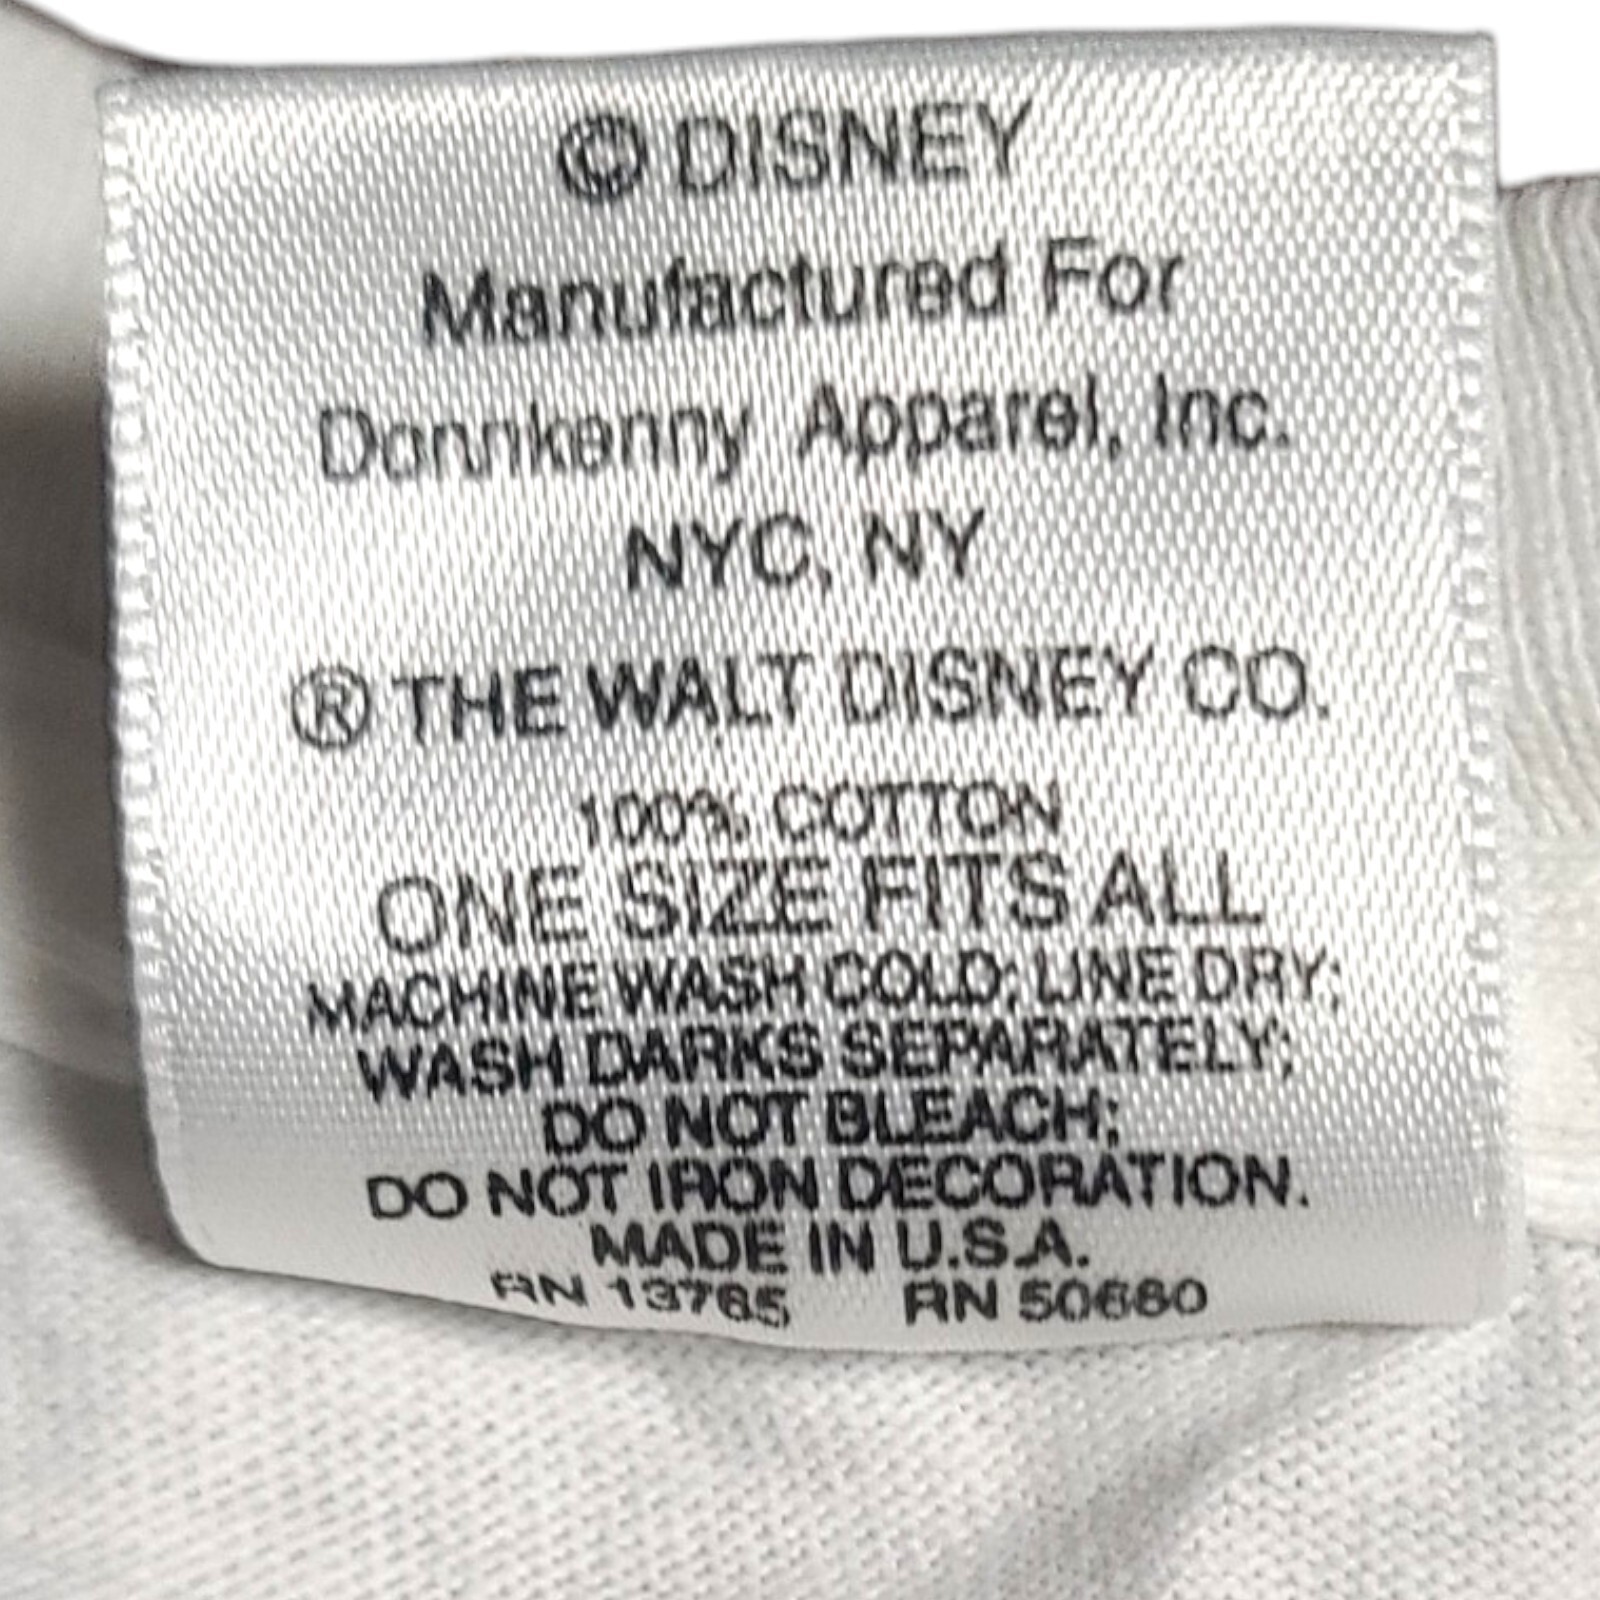 © DISNEY
Manufactured For
Donnkenny Apparel, Inc.
NYC, NY
® THE WALT DISNEY CO.
100% COTTON
ONE SIZE FITS ALL
MACHINE WASH COLD; LINE DRY;
WASH DARKS SEPARATELY;
DO NOT BLEACH;
DO NOT IRON DECORATION.
MADE IN U.S.A.
RN 13765 RN 50680